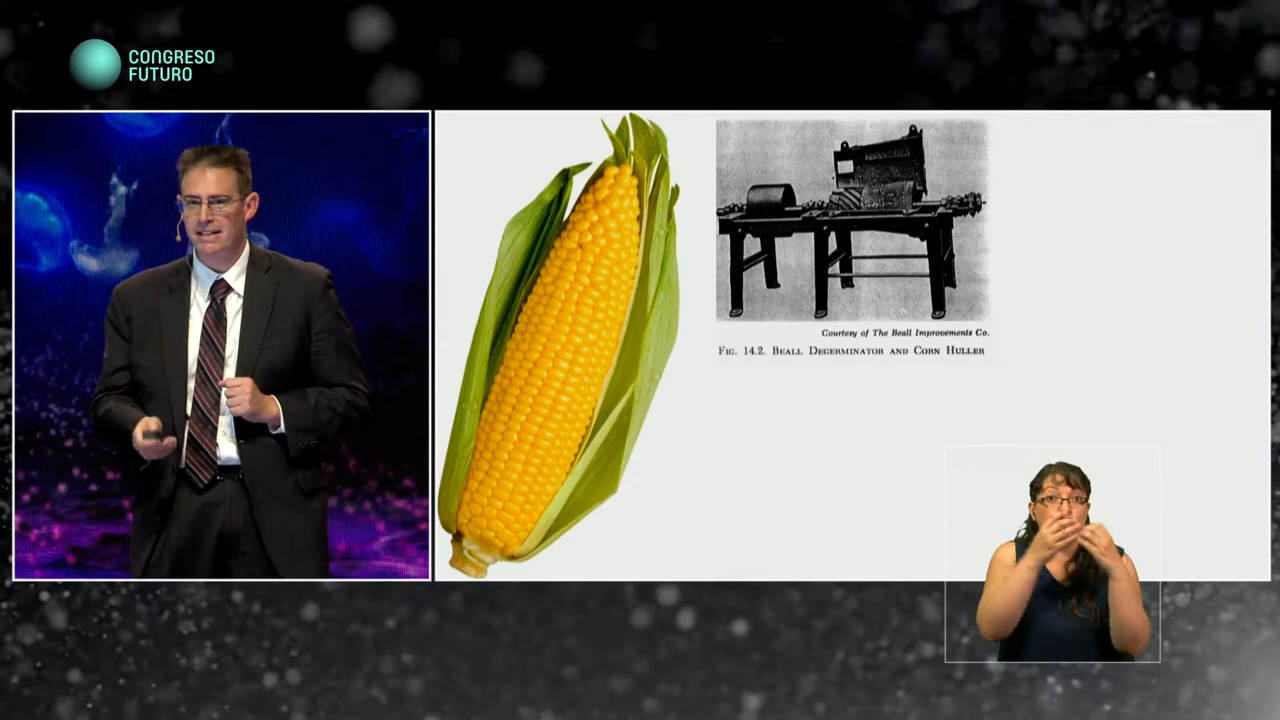 CONGRESO
FUTURO
Courtesy of The Beall Improvements Co.
FIG. 14.2. BEALL DEGERMINATOR AND CORN HULLER